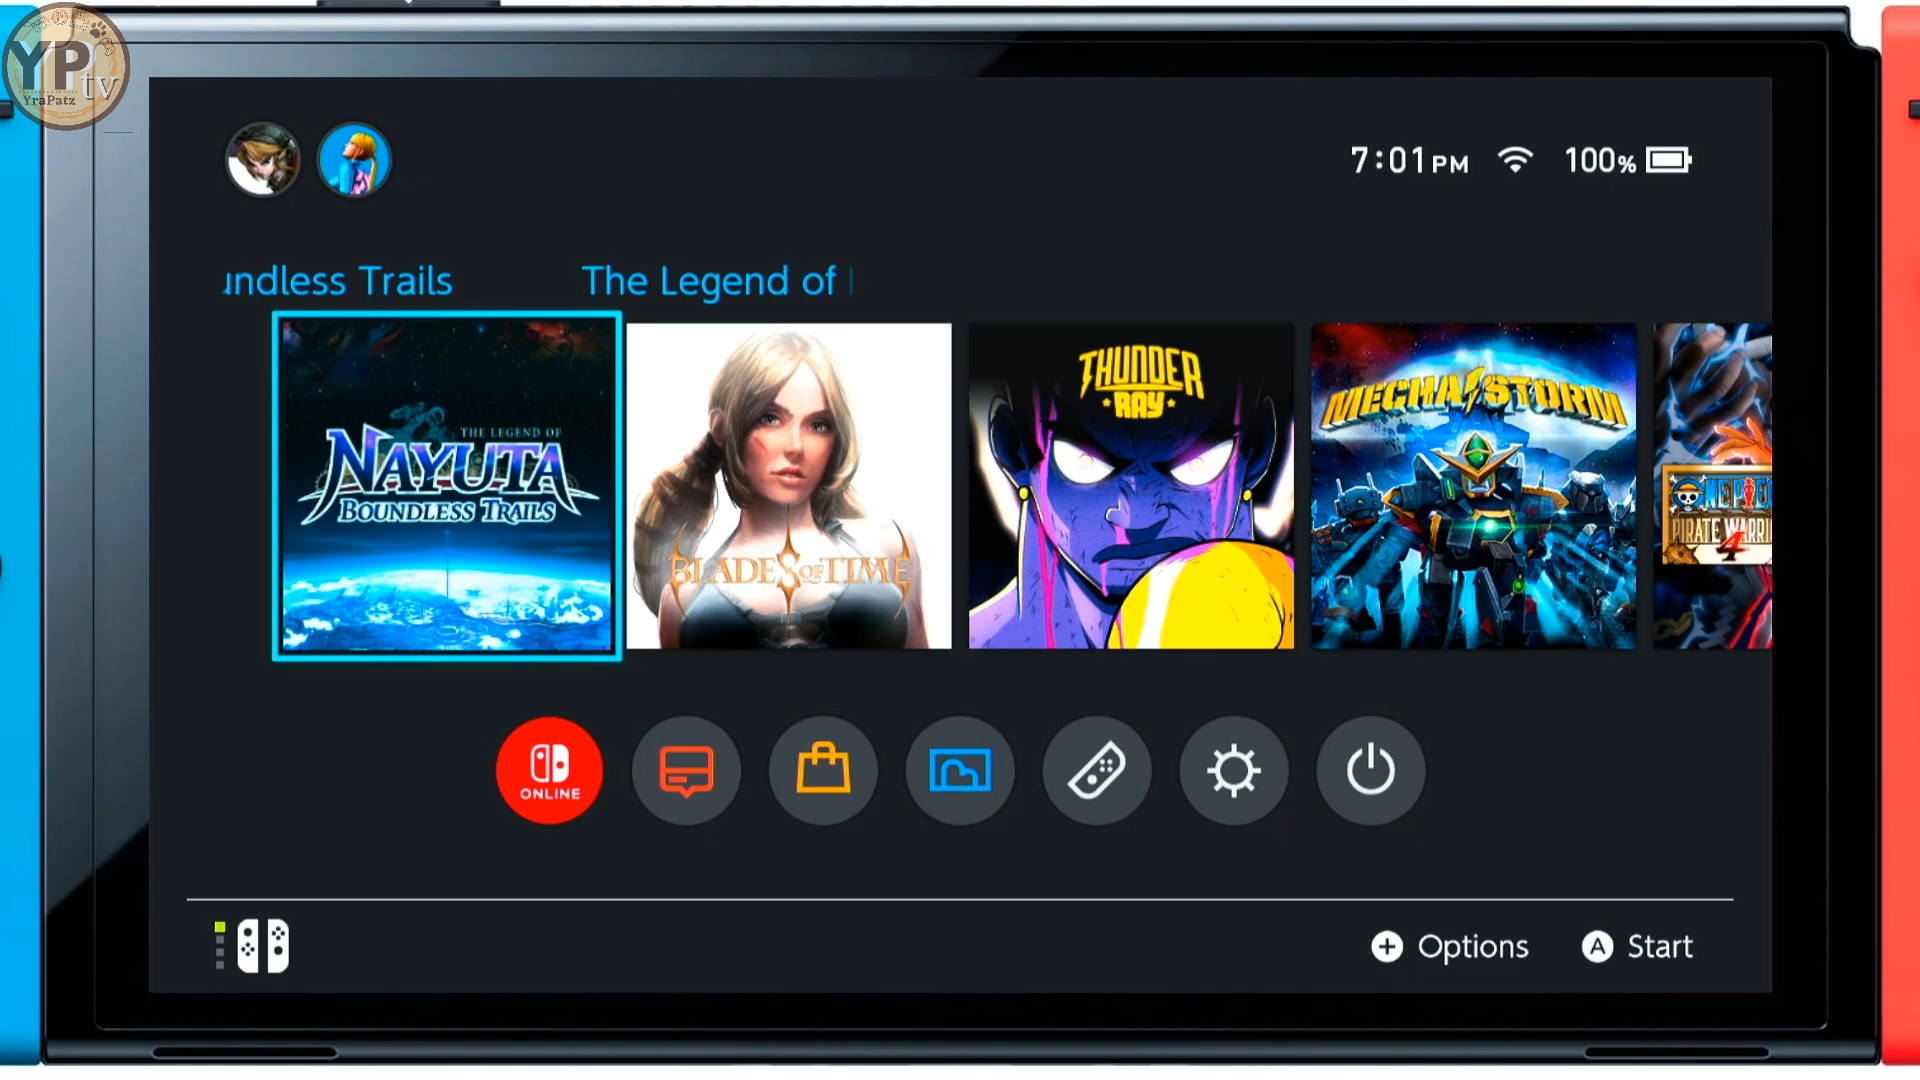 YP
tv
YraPatz
7:01PM
100%
undless Trails
The Legend of
THE LEGEND OF
NAYUTA
BOUNDLESS TRAILS
BLADES OF TIME
THUNDER
RAY
MECHA STORM
PIRATE WARRI
4
ONLINE
Options
A
Start